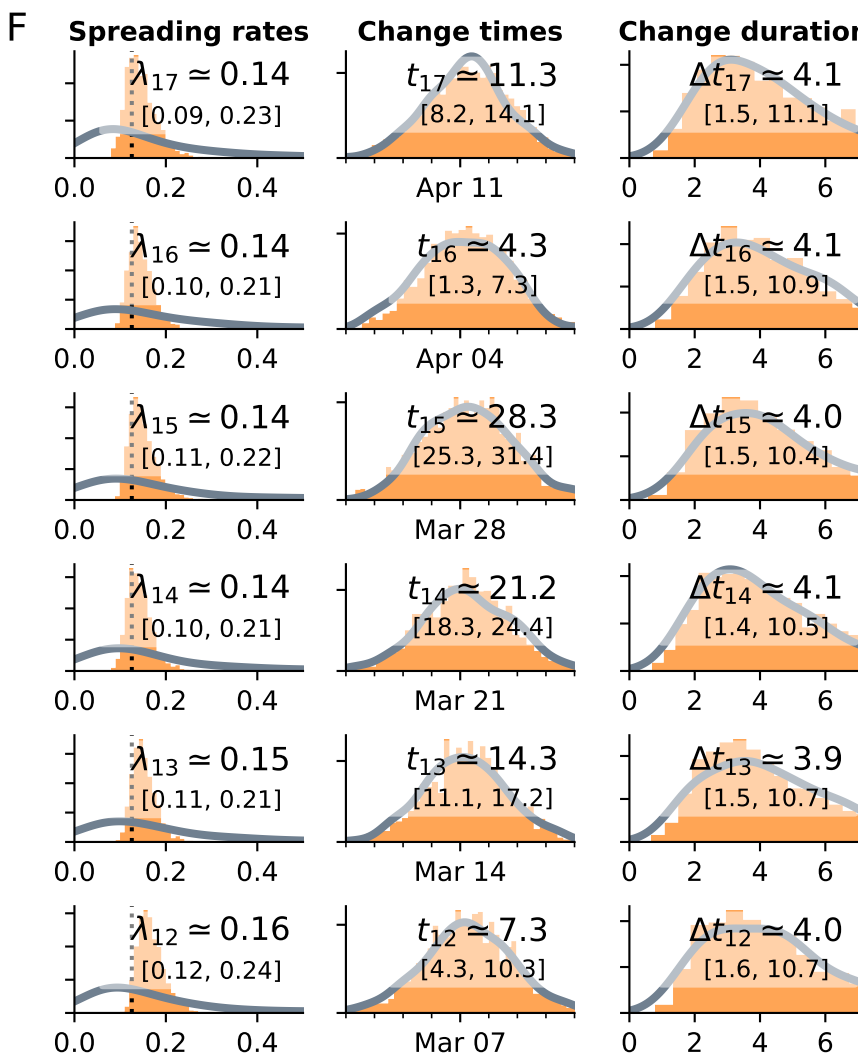 F
Spreading rates Change times Change duration
λ17 ≃ 0.14 t17 ≃ 11.3 Δt17 ≃ 4.1
[0.09, 0.23] [8.2, 14.1] [1.5, 11.1]
0.0 0.2 0.4 Apr 11 0 2 4 6
λ16 ≃ 0.14 t16 ≃ 4.3 Δt16 ≃ 4.1
[0.10, 0.21] [1.3, 7.3] [1.5, 10.9]
0.0 0.2 0.4 Apr 04 0 2 4 6
λ15 ≃ 0.14 t15 ≃ 28.3 Δt15 ≃ 4.0
[0.11, 0.22] [25.3, 31.4] [1.5, 10.4]
0.0 0.2 0.4 Mar 28 0 2 4 6
λ14 ≃ 0.14 t14 ≃ 21.2 Δt14 ≃ 4.1
[0.10, 0.21] [18.3, 24.4] [1.4, 10.5]
0.0 0.2 0.4 Mar 21 0 2 4 6
λ13 ≃ 0.15 t13 ≃ 14.3 Δt13 ≃ 3.9
[0.11, 0.21] [11.1, 17.2] [1.5, 10.7]
0.0 0.2 0.4 Mar 14 0 2 4 6
λ12 ≃ 0.16 t12 ≃ 7.3 Δt12 ≃ 4.0
[0.12, 0.24] [4.3, 10.3] [1.6, 10.7]
0.0 0.2 0.4 Mar 07 0 2 4 6